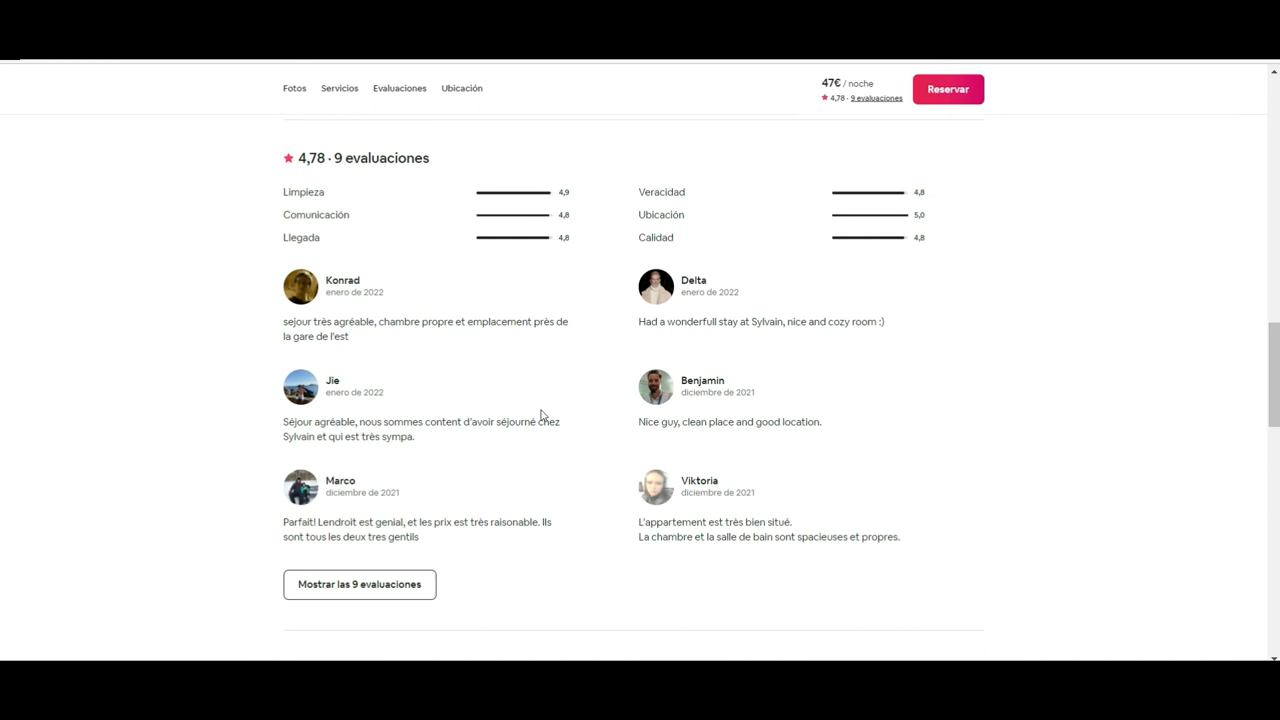 Fotos Servicios Evaluaciones Ubicación
47€ / noche
4,78 · 9 evaluaciones
Reservar
4,78 · 9 evaluaciones
Limpieza 4,9
Veracidad 4,8
Comunicación 4,8
Ubicación 5,0
Llegada 4,8
Calidad 4,8
Konrad
enero de 2022
sejour très agréable, chambre propre et emplacement près de
la gare de l'est
Delta
enero de 2022
Had a wonderfull stay at Sylvain, nice and cozy room :)
Jie
enero de 2022
Séjour agréable, nous sommes content d'avoir séjourné chez
Sylvain et qui est très sympa.
Benjamin
diciembre de 2021
Nice guy, clean place and good location.
Marco
diciembre de 2021
Parfait! Lendroit est genial, et les prix est très raisonable. Ils
sont tous les deux tres gentils
Viktoria
diciembre de 2021
L'appartement est très bien situé.
La chambre et la salle de bain sont spacieuses et propres.
Mostrar las 9 evaluaciones